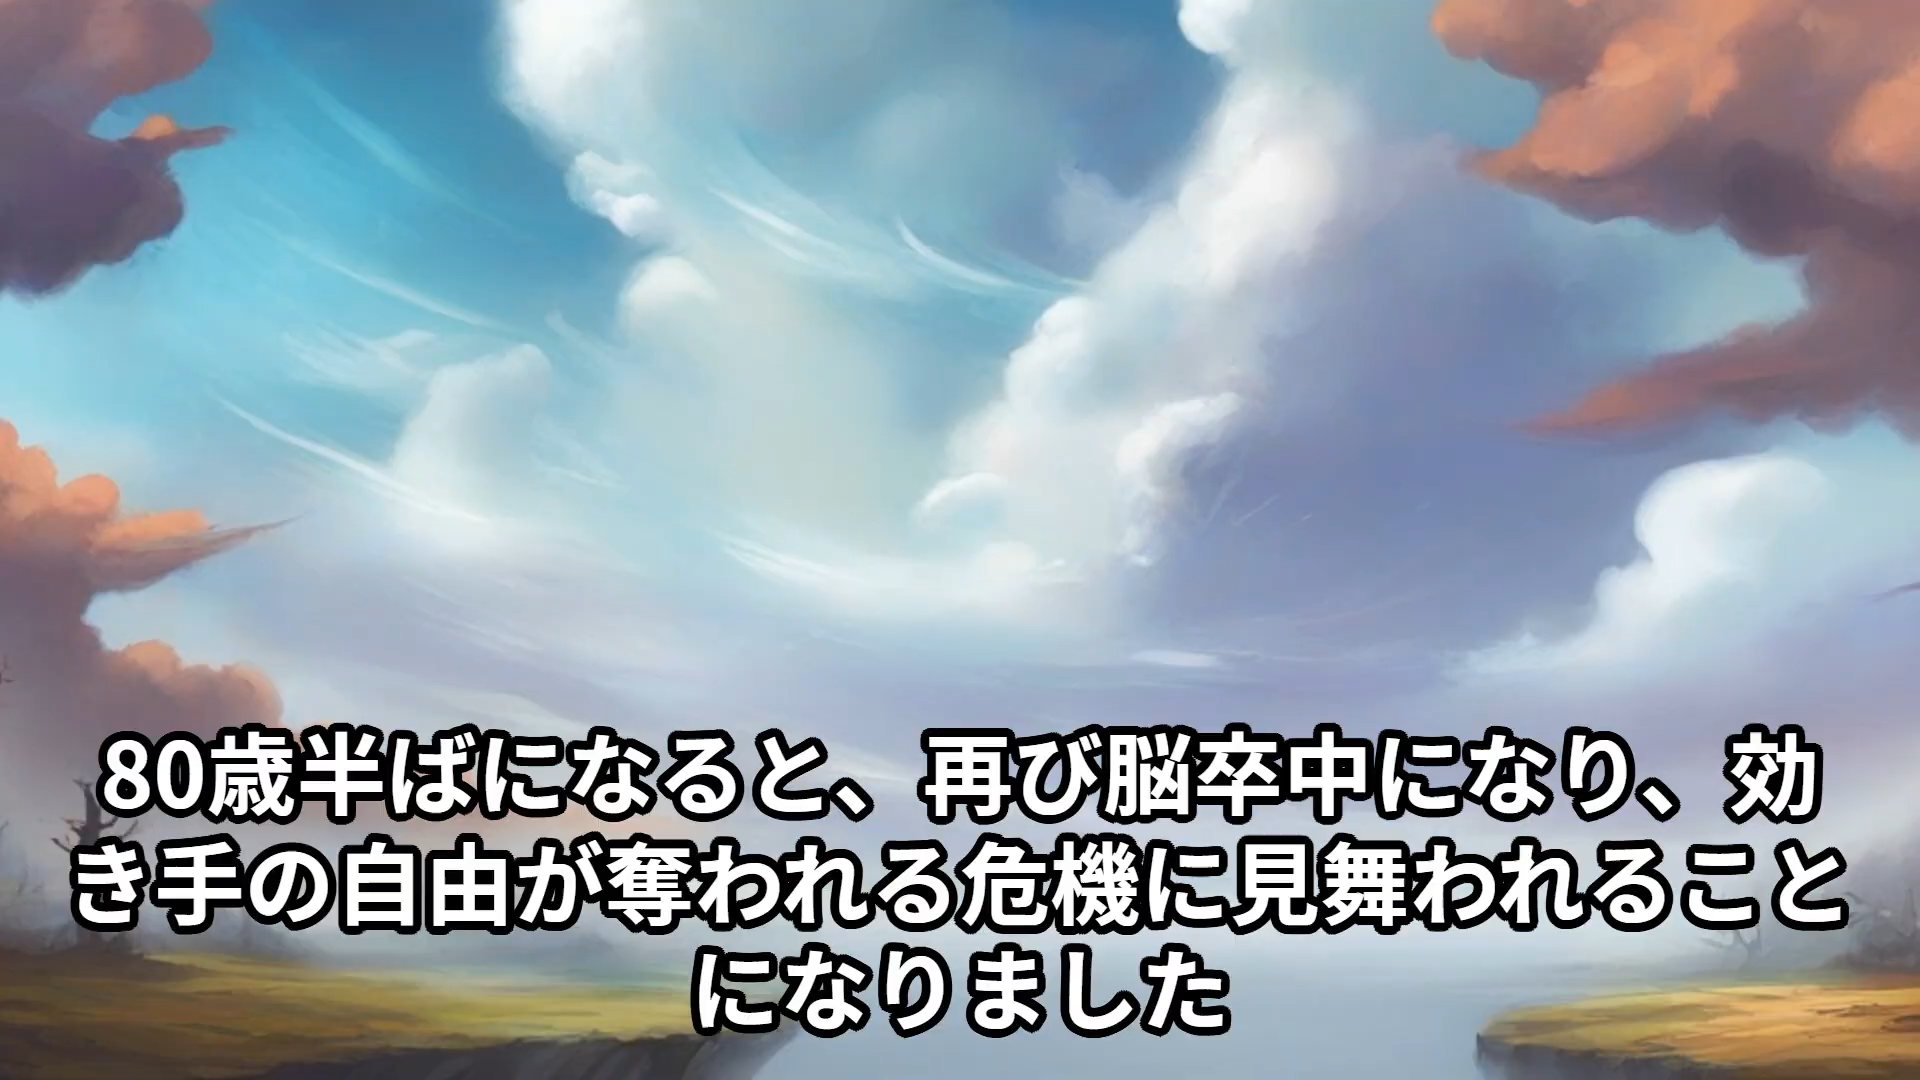 80歳半ばになると、再び脳卒中になり、効
き手の自由が奪われる危機に見舞われること
になりました